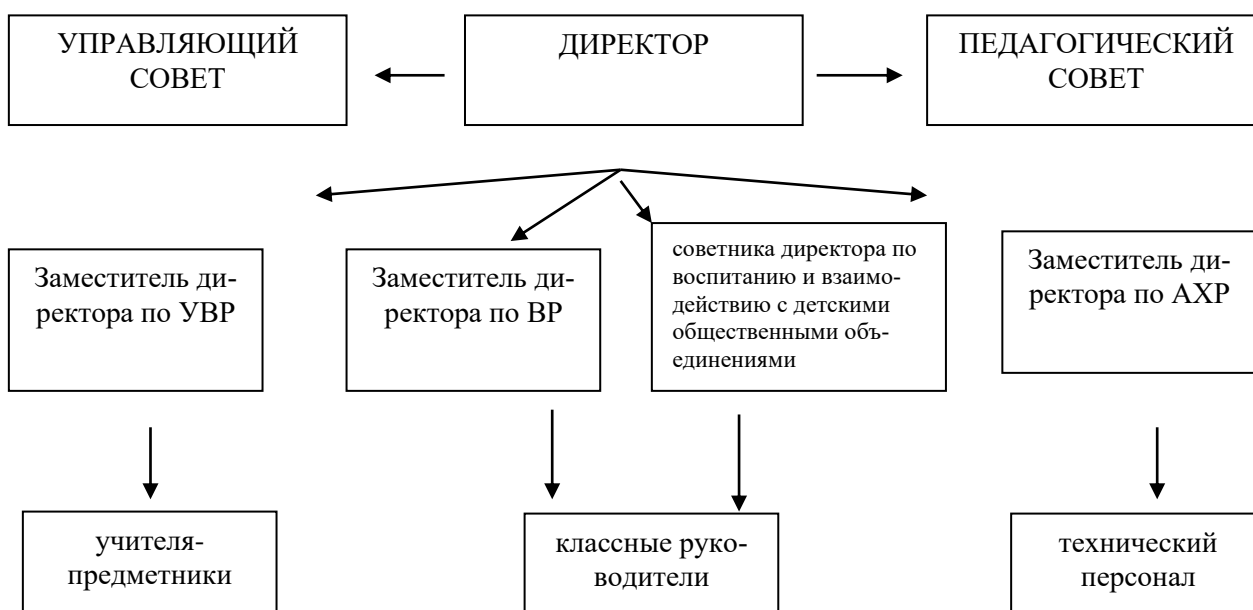 УПРАВЛЯЮЩИЙ
СОВЕТ
ДИРЕКТОР
ПЕДАГОГИЧЕСКИЙ
СОВЕТ
Заместитель ди-
ректора по УВР
Заместитель ди-
ректора по ВР
советника директора по
воспитанию и взаимо-
действию с детскими
общественными объ-
единениями
Заместитель ди-
ректора по АХР
учителя-
предметники
классные руко-
водители
технический
персонал